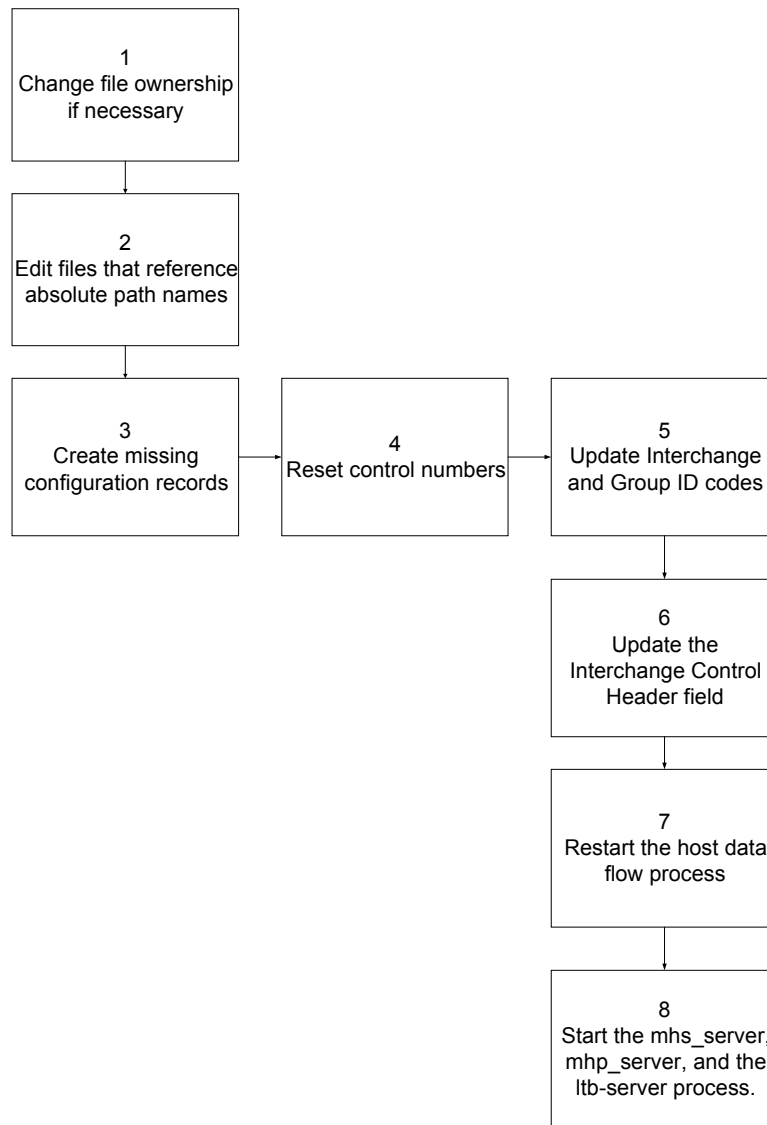 1
Change file ownership
if necessary
2
Edit files that reference
absolute path names
3
Create missing
configuration records
4
Reset control numbers
5
Update Interchange
and Group ID codes
6
Update the
Interchange Control
Header field
7
Restart the host data
flow process
8
Start the mhs_server,
mhp_server, and the
ltb-server process.